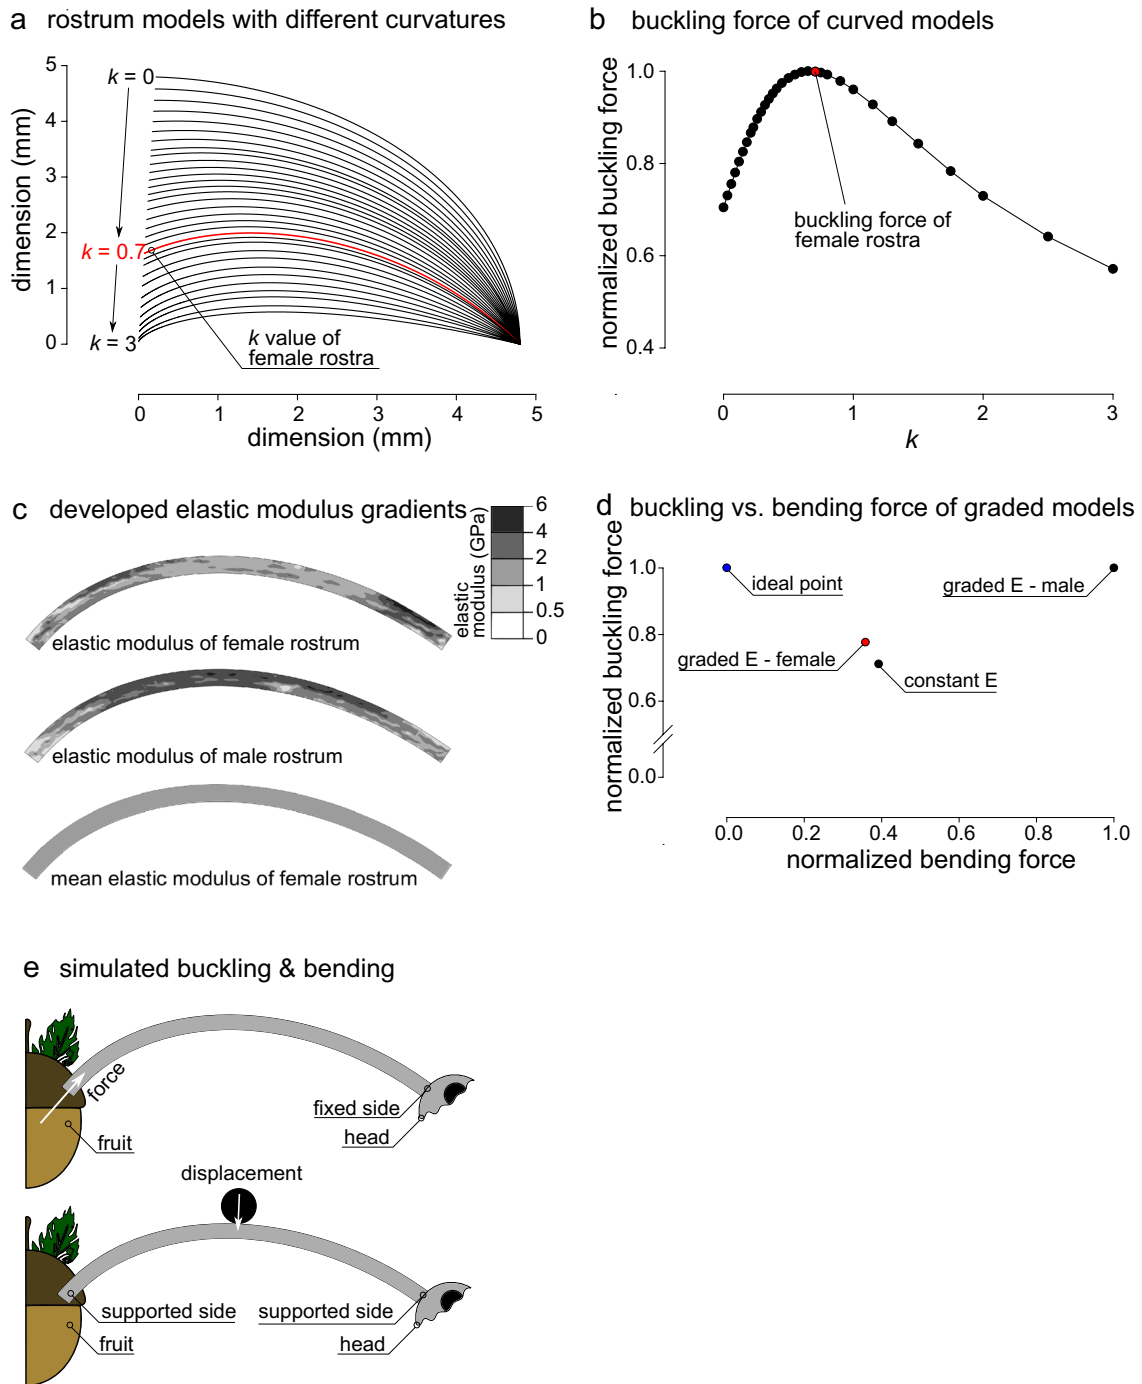 a rostrum models with different curvatures
5
4
3
2
1
0
dimension (mm)
k = 0
k = 0.7
k = 3
k value of
female rostra
0 1 2 3 4 5
dimension (mm)
b buckling force of curved models
1.0
0.8
0.6
0.4
normalized buckling force
buckling force of
female rostra
0 1 2 3
k
c developed elastic modulus gradients
elastic
modulus (GPa)
6
4
2
1
0.5
0
elastic modulus of female rostrum
elastic modulus of male rostrum
mean elastic modulus of female rostrum
d buckling vs. bending force of graded models
1.0
0.8
0.6
0.0
normalized buckling force
ideal point
graded E - male
graded E - female
constant E
0.0 0.2 0.4 0.6 0.8 1.0
normalized bending force
e simulated buckling & bending
force
fixed side
head
fruit
displacement
supported side
supported side
fruit
head